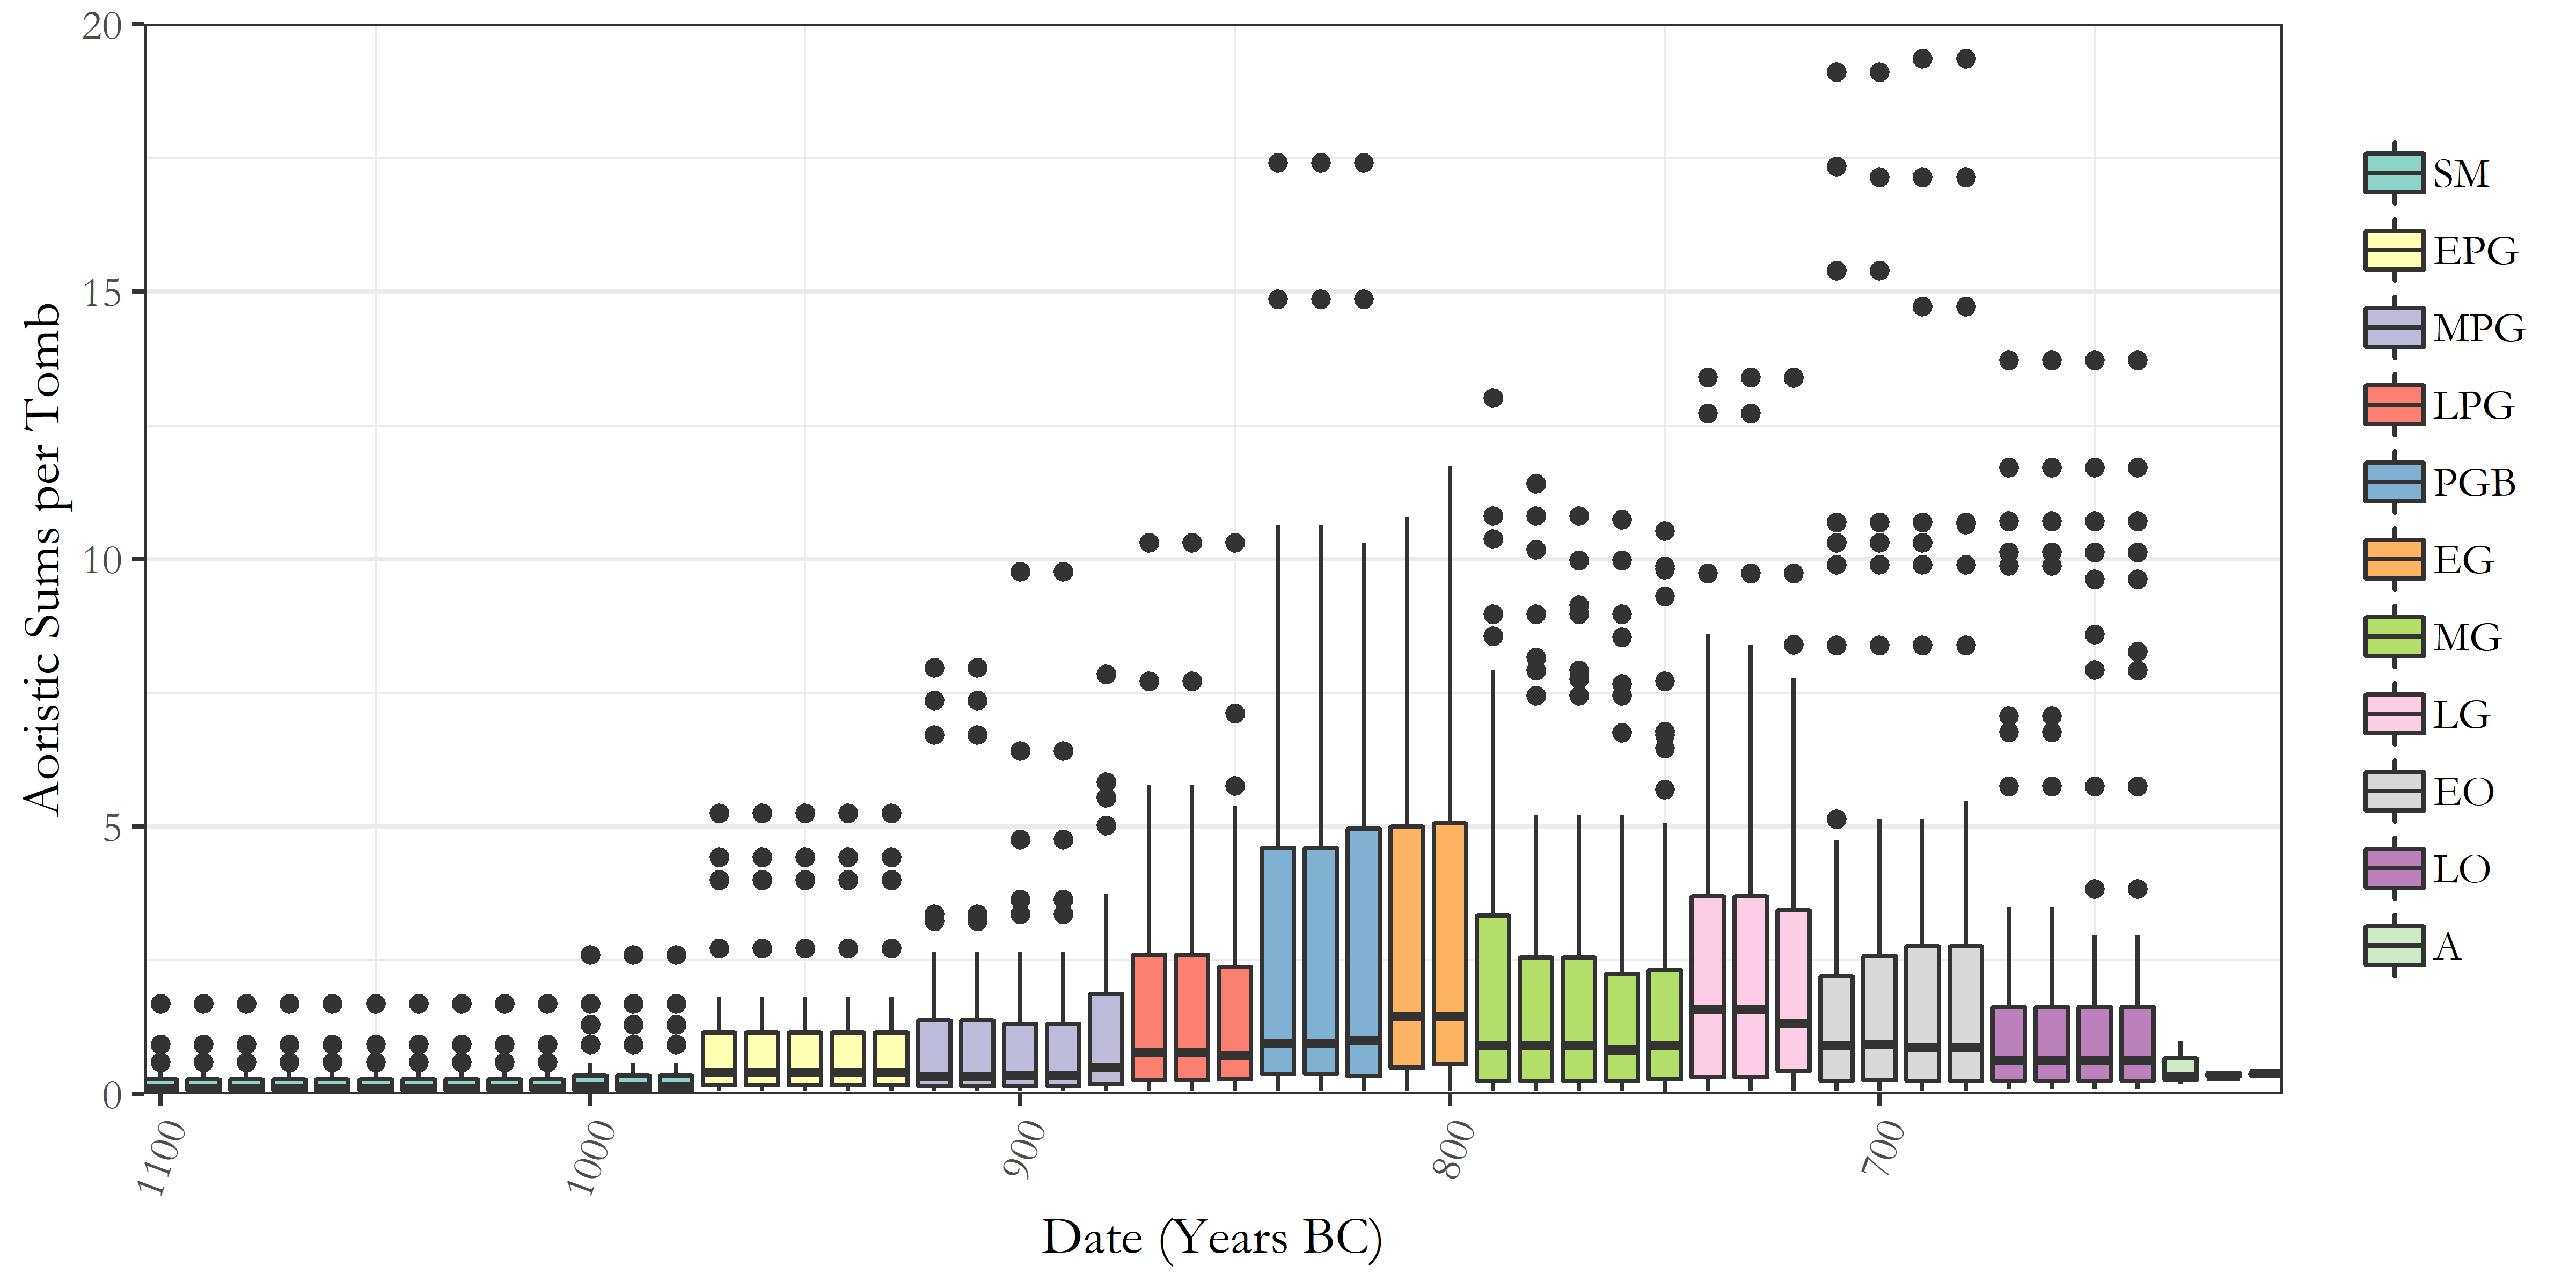 20
15
10
5
0
Aoristic Sums per Tomb
1100
1000
900
800
700
Date (Years BC)
SM
EPG
MPG
LPG
PGB
EG
MG
LG
EO
LO
A